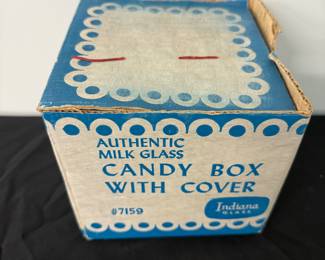 AUTHENTIC
MILK GLASS
CANDY BOX
WITH COVER
#7159
Indiana
GLASS